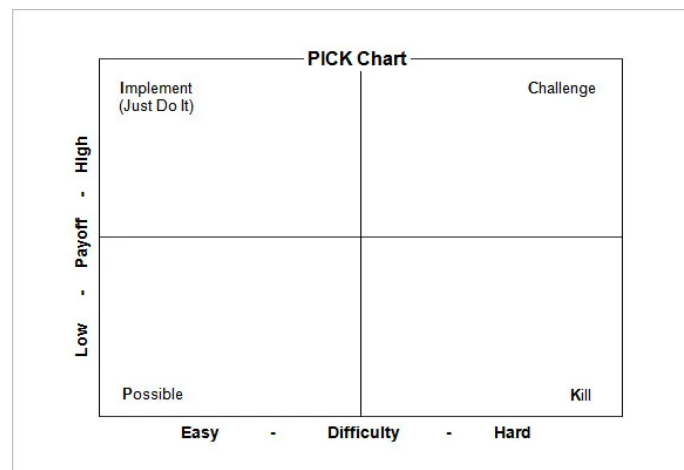 PICK Chart
Implement
(Just Do It)
Challenge
Low - Payoff - High
Possible
Kill
Easy - Difficulty - Hard